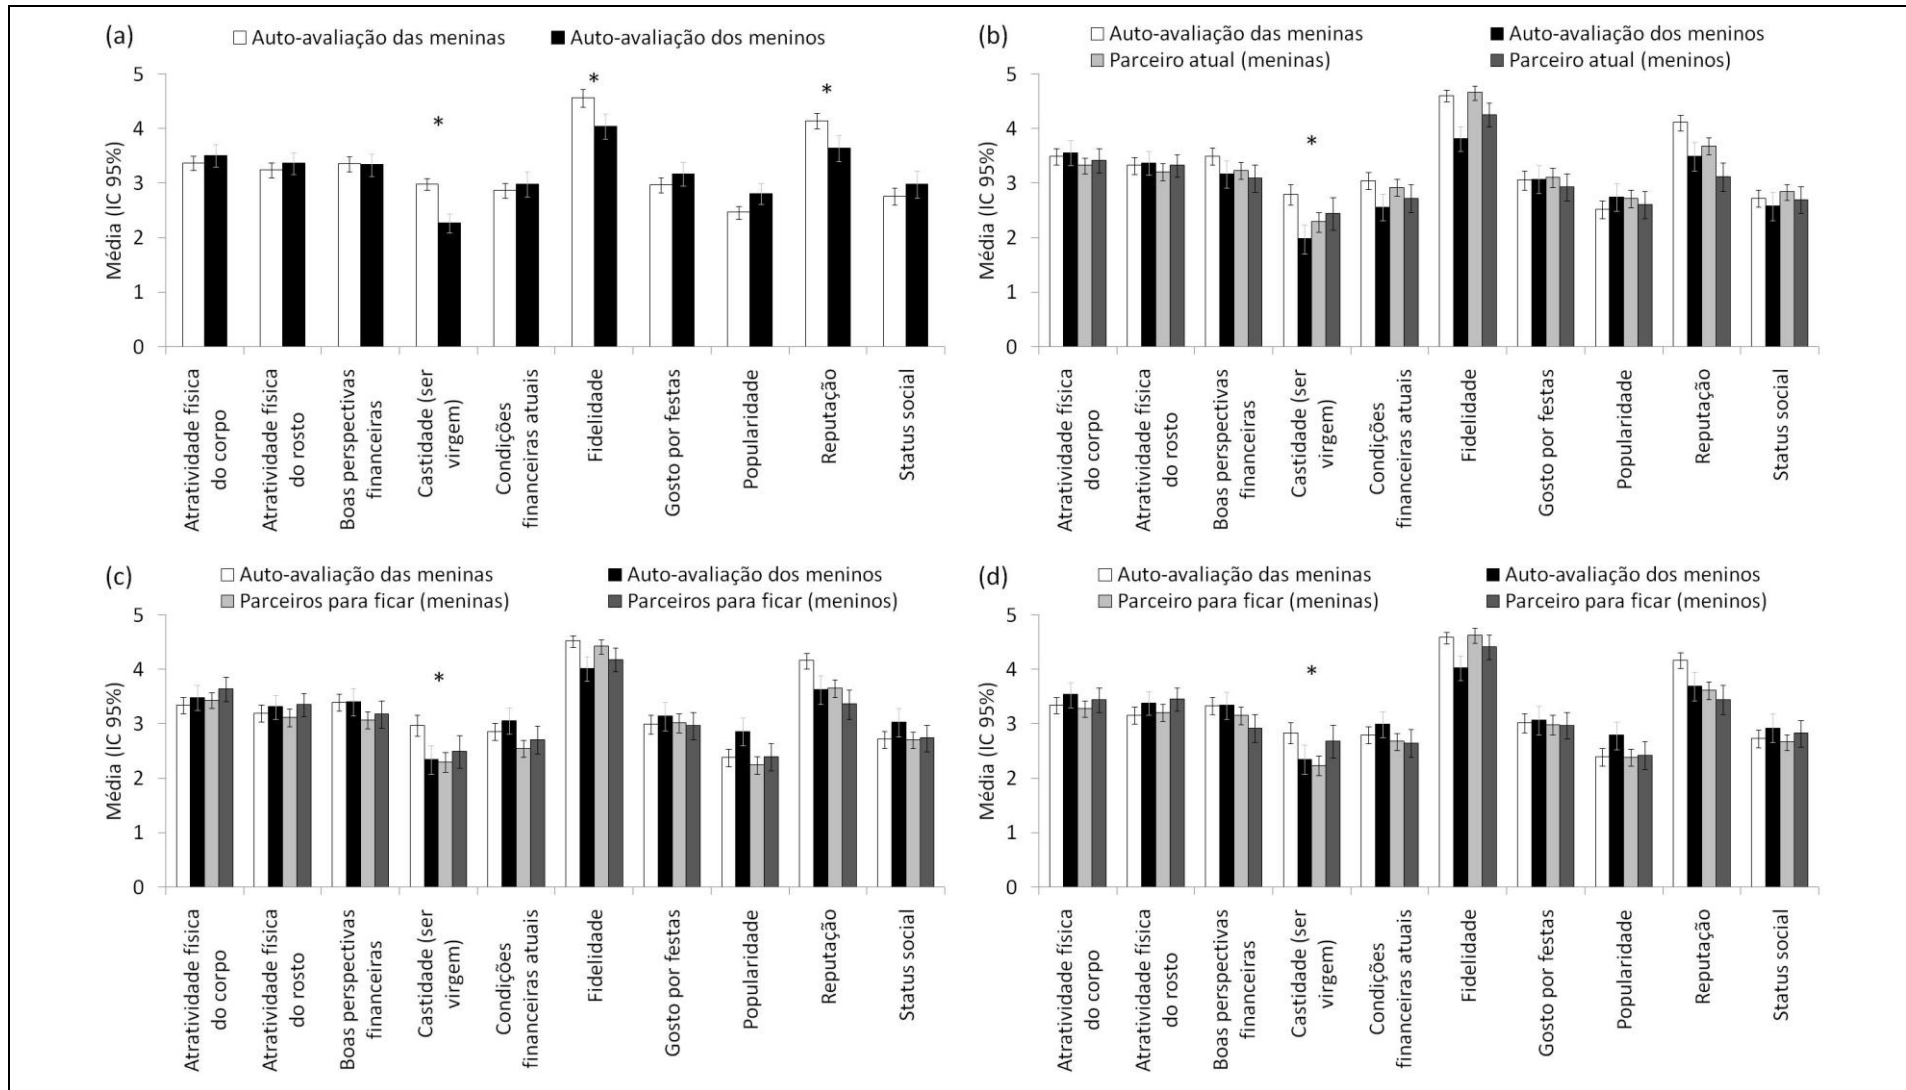 (a)
Auto-avaliação das meninas
Auto-avaliação dos meninos
Média (IC 95%)
5
4
3
2
1
0
*
*
*
Atratividade física
do corpo
Atratividade física
do rosto
Boas perspectivas
financeiras
Castidade (ser
virgem)
Condições
financeiras atuais
Fidelidade
Gosto por festas
Popularidade
Reputação
Status social
(b)
Auto-avaliação das meninas
Auto-avaliação dos meninos
Parceiro atual (meninas)
Parceiro atual (meninos)
Média (IC 95%)
5
4
3
2
1
0
*
Atratividade física
do corpo
Atratividade física
do rosto
Boas perspectivas
financeiras
Castidade (ser
virgem)
Condições
financeiras atuais
Fidelidade
Gosto por festas
Popularidade
Reputação
Status social
(c)
Auto-avaliação das meninas
Auto-avaliação dos meninos
Parceiros para ficar (meninas)
Parceiros para ficar (meninos)
Média (IC 95%)
5
4
3
2
1
0
*
Atratividade física
do corpo
Atratividade física
do rosto
Boas perspectivas
financeiras
Castidade (ser
virgem)
Condições
financeiras atuais
Fidelidade
Gosto por festas
Popularidade
Reputação
Status social
(d)
Auto-avaliação das meninas
Auto-avaliação dos meninos
Parceiro para ficar (meninas)
Parceiro para ficar (meninos)
Média (IC 95%)
5
4
3
2
1
0
*
Atratividade física
do corpo
Atratividade física
do rosto
Boas perspectivas
financeiras
Castidade (ser
virgem)
Condições
financeiras atuais
Fidelidade
Gosto por festas
Popularidade
Reputação
Status social